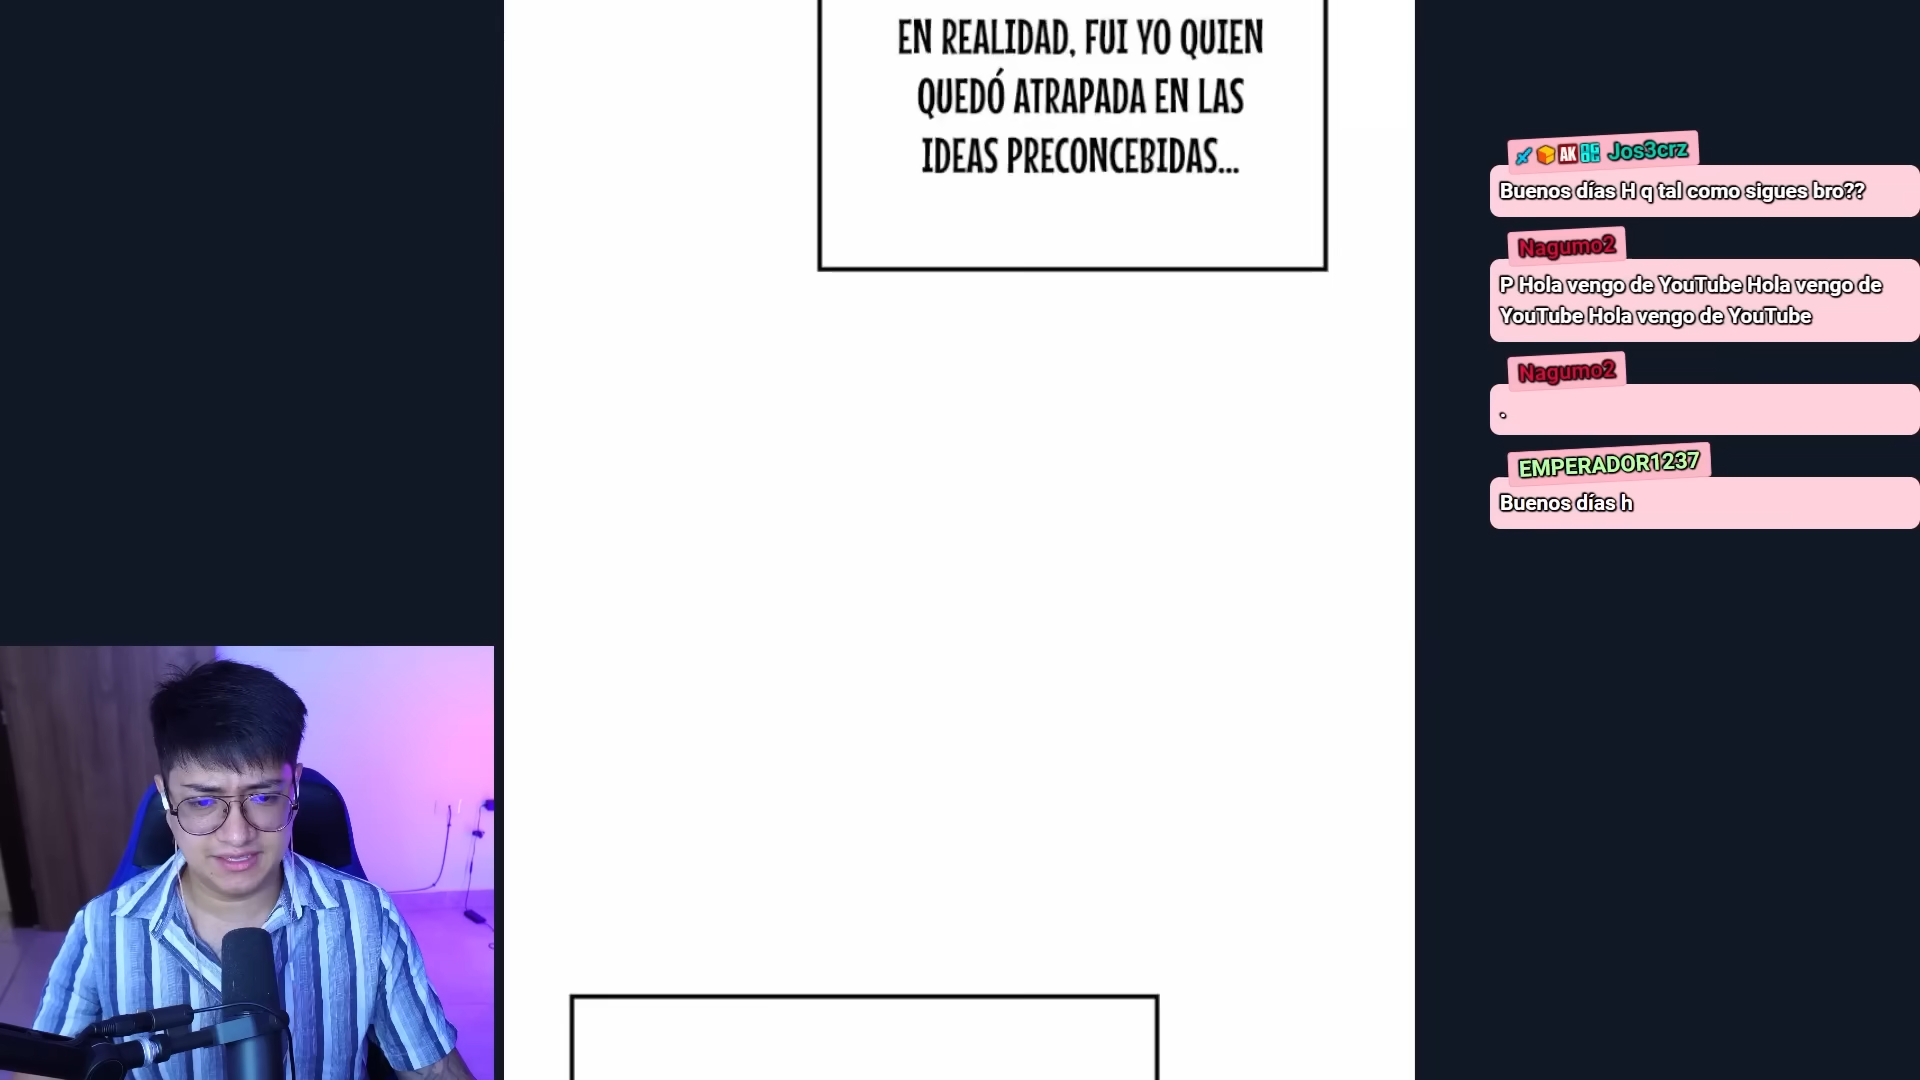 EN REALIDAD, FUI YO QUIEN
QUEDÓ ATRAPADA EN LAS
IDEAS PRECONCEBIDAS...
AK Jos3crz
Buenos días H q tal como sigues bro??
Nagumo2
P Hola vengo de YouTube Hola vengo de
YouTube Hola vengo de YouTube
Nagumo2
.
EMPERADOR1237
Buenos días h